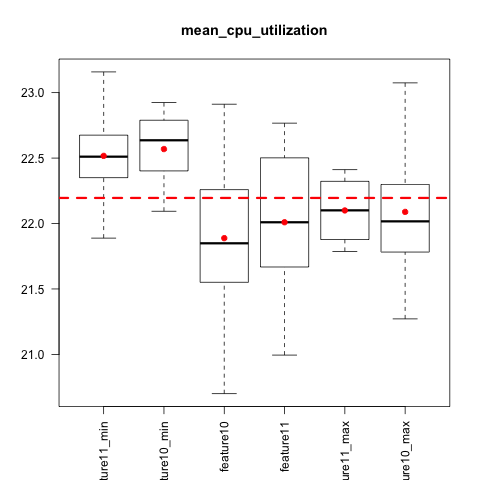 mean_cpu_utilization
23.0
22.5
22.0
21.5
21.0
ture11_min
ture10_min
feature10
feature11
ure11_max
ure10_max